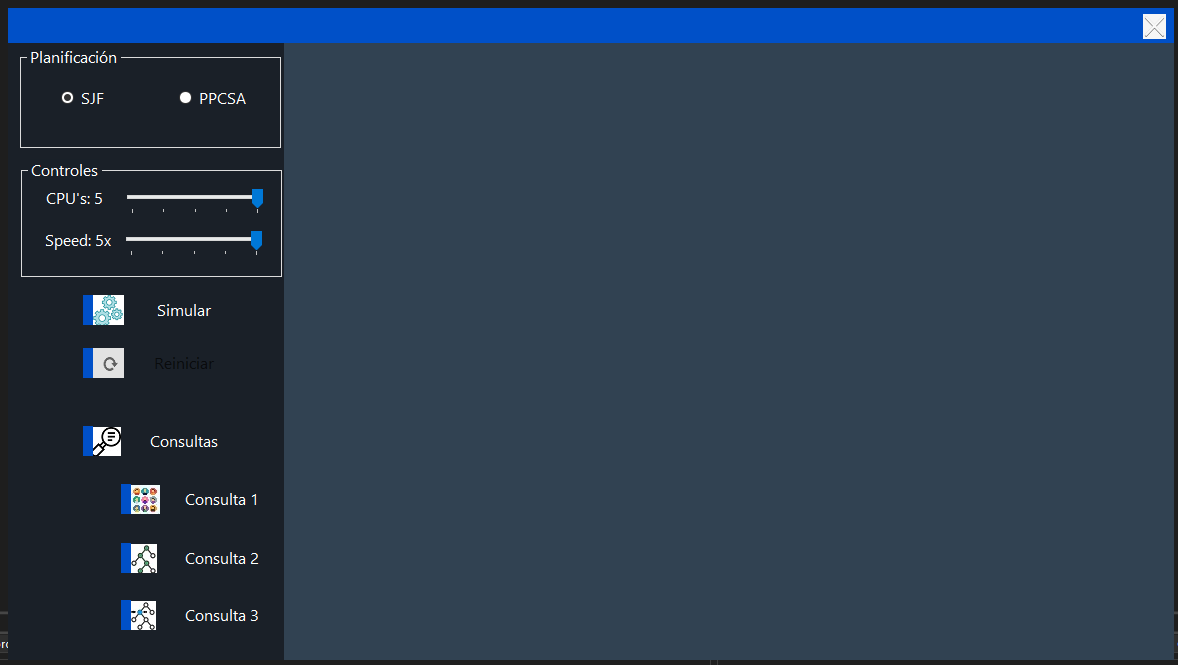 Planificación
SJF PPCSA
Controles
CPU's: 5
Speed: 5x
Simular
Reiniciar
Consultas
Consulta 1
Consulta 2
Consulta 3